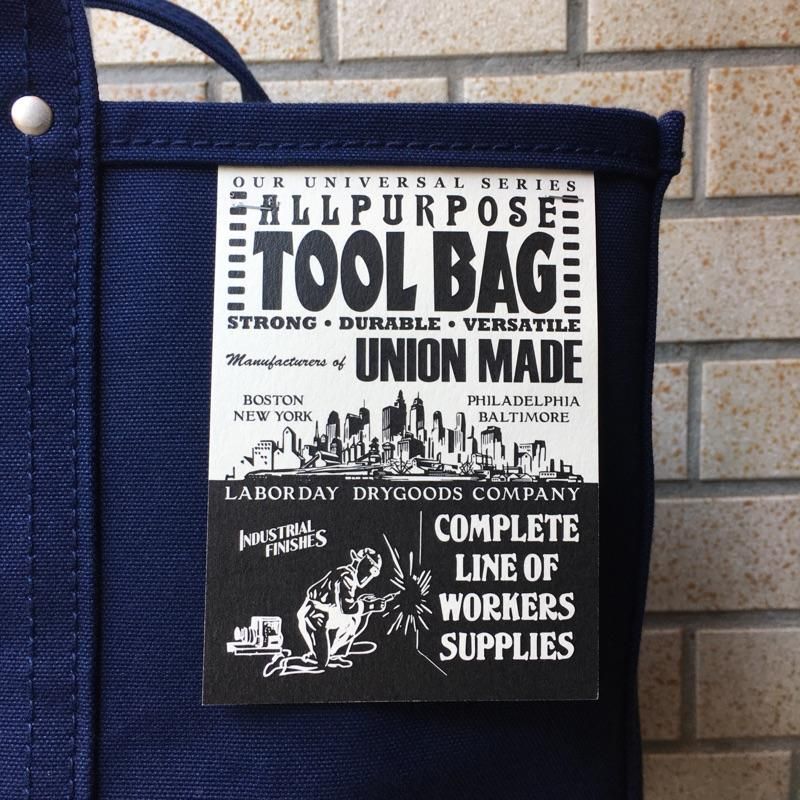 OUR UNIVERSAL SERIES
ALLPURPOSE
TOOL BAG
STRONG • DURABLE • VERSATILE
Manufacturers of UNION MADE
BOSTON PHILADELPHIA
NEW YORK BALTIMORE
LABORDAY DRYGOODS COMPANY
INDUSTRIAL
FINISHES
COMPLETE
LINE OF
WORKERS
SUPPLIES